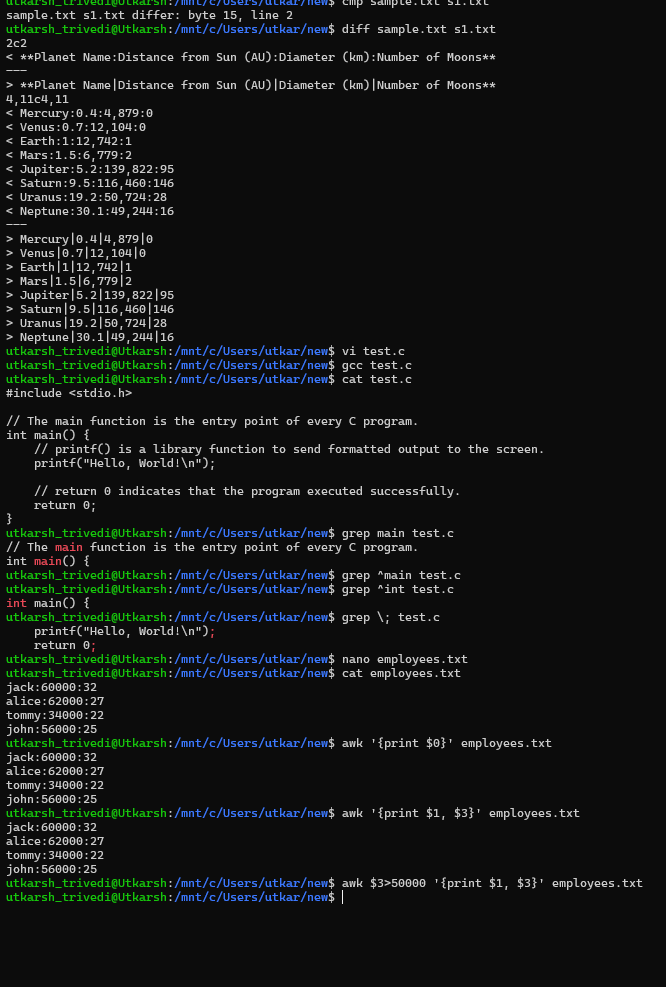 utkarsh_trivedi@Utkarsh:/mnt/c/Users/utkar/new$ cmp sample.txt s1.txt
sample.txt s1.txt differ: byte 15, line 2
utkarsh_trivedi@Utkarsh:/mnt/c/Users/utkar/new$ diff sample.txt s1.txt
2c2
< **Planet Name:Distance from Sun (AU):Diameter (km):Number of Moons**
---
> **Planet Name|Distance from Sun (AU)|Diameter (km)|Number of Moons**
4,11c4,11
< Mercury:0.4:4,879:0
< Venus:0.7:12,104:0
< Earth:1:12,742:1
< Mars:1.5:6,779:2
< Jupiter:5.2:139,822:95
< Saturn:9.5:116,460:146
< Uranus:19.2:50,724:28
< Neptune:30.1:49,244:16
---
> Mercury|0.4|4,879|0
> Venus|0.7|12,104|0
> Earth|1|12,742|1
> Mars|1.5|6,779|2
> Jupiter|5.2|139,822|95
> Saturn|9.5|116,460|146
> Uranus|19.2|50,724|28
> Neptune|30.1|49,244|16
utkarsh_trivedi@Utkarsh:/mnt/c/Users/utkar/new$ vi test.c
utkarsh_trivedi@Utkarsh:/mnt/c/Users/utkar/new$ gcc test.c
utkarsh_trivedi@Utkarsh:/mnt/c/Users/utkar/new$ cat test.c
#include <stdio.h>

// The main function is the entry point of every C program.
int main() {
    // printf() is a library function to send formatted output to the screen.
    printf("Hello, World!\n");

    // return 0 indicates that the program executed successfully.
    return 0;
}
utkarsh_trivedi@Utkarsh:/mnt/c/Users/utkar/new$ grep main test.c
// The main function is the entry point of every C program.
int main() {
utkarsh_trivedi@Utkarsh:/mnt/c/Users/utkar/new$ grep ^main test.c
utkarsh_trivedi@Utkarsh:/mnt/c/Users/utkar/new$ grep ^int test.c
int main() {
utkarsh_trivedi@Utkarsh:/mnt/c/Users/utkar/new$ grep \; test.c
    printf("Hello, World!\n");
    return 0;
utkarsh_trivedi@Utkarsh:/mnt/c/Users/utkar/new$ nano employees.txt
utkarsh_trivedi@Utkarsh:/mnt/c/Users/utkar/new$ cat employees.txt
jack:60000:32
alice:62000:27
tommy:34000:22
john:56000:25
utkarsh_trivedi@Utkarsh:/mnt/c/Users/utkar/new$ awk '{print $0}' employees.txt
jack:60000:32
alice:62000:27
tommy:34000:22
john:56000:25
utkarsh_trivedi@Utkarsh:/mnt/c/Users/utkar/new$ awk '{print $1, $3}' employees.txt
jack:60000:32
alice:62000:27
tommy:34000:22
john:56000:25
utkarsh_trivedi@Utkarsh:/mnt/c/Users/utkar/new$ awk $3>50000 '{print $1, $3}' employees.txt
utkarsh_trivedi@Utkarsh:/mnt/c/Users/utkar/new$